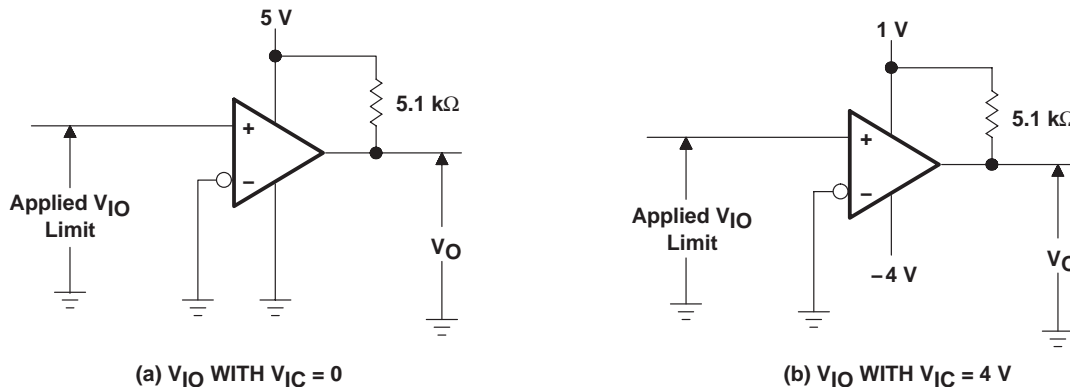 5 V
5.1 kΩ
+
−
Applied VIO
Limit
VO
(a) VIO WITH VIC = 0
1 V
5.1 kΩ
+
−
Applied VIO
Limit
−4 V
VO
(b) VIO WITH VIC = 4 V